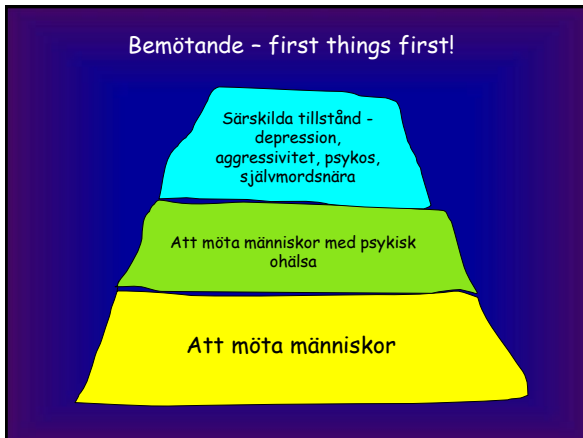 Bemötande – first things first!
Särskilda tillstånd -
depression,
aggressivitet, psykos,
självmordsnära
Att möta människor med psykisk
ohälsa
Att möta människor